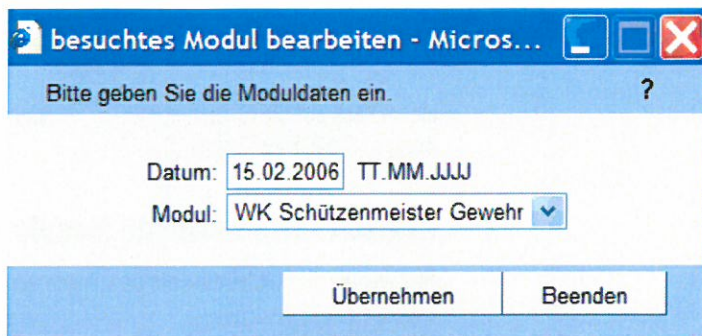 besuchtes Modul bearbeiten - Micros...
Bitte geben Sie die Moduldaten ein. ?
Datum: 15.02.2006 TT.MM.JJJJ
Modul: WK Schützenmeister Gewehr
Übernehmen Beenden